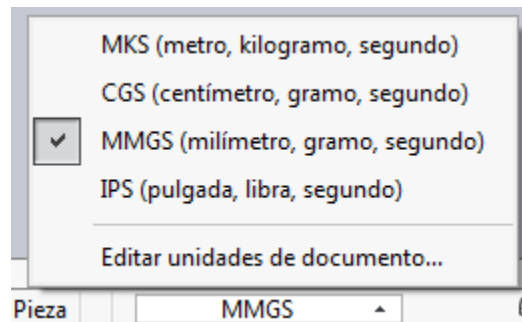 MKS (metro, kilogramo, segundo)
CGS (centímetro, gramo, segundo)
MMGS (milímetro, gramo, segundo)
IPS (pulgada, libra, segundo)
Editar unidades de documento...
Pieza MMGS